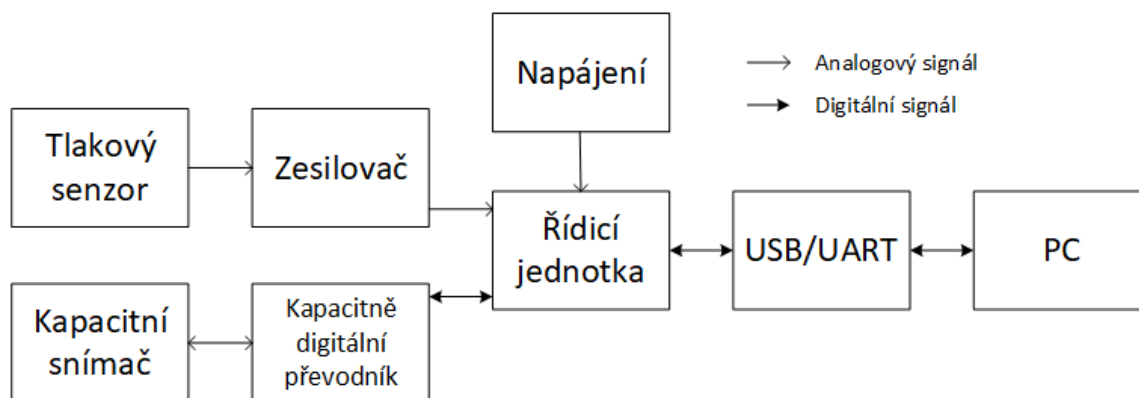 Napájení
Analogový signál
Digitální signál
Tlakový
senzor
Zesilovač
Řídicí
jednotka
USB/UART
PC
Kapacitní
snímač
Kapacitně
digitální
převodník